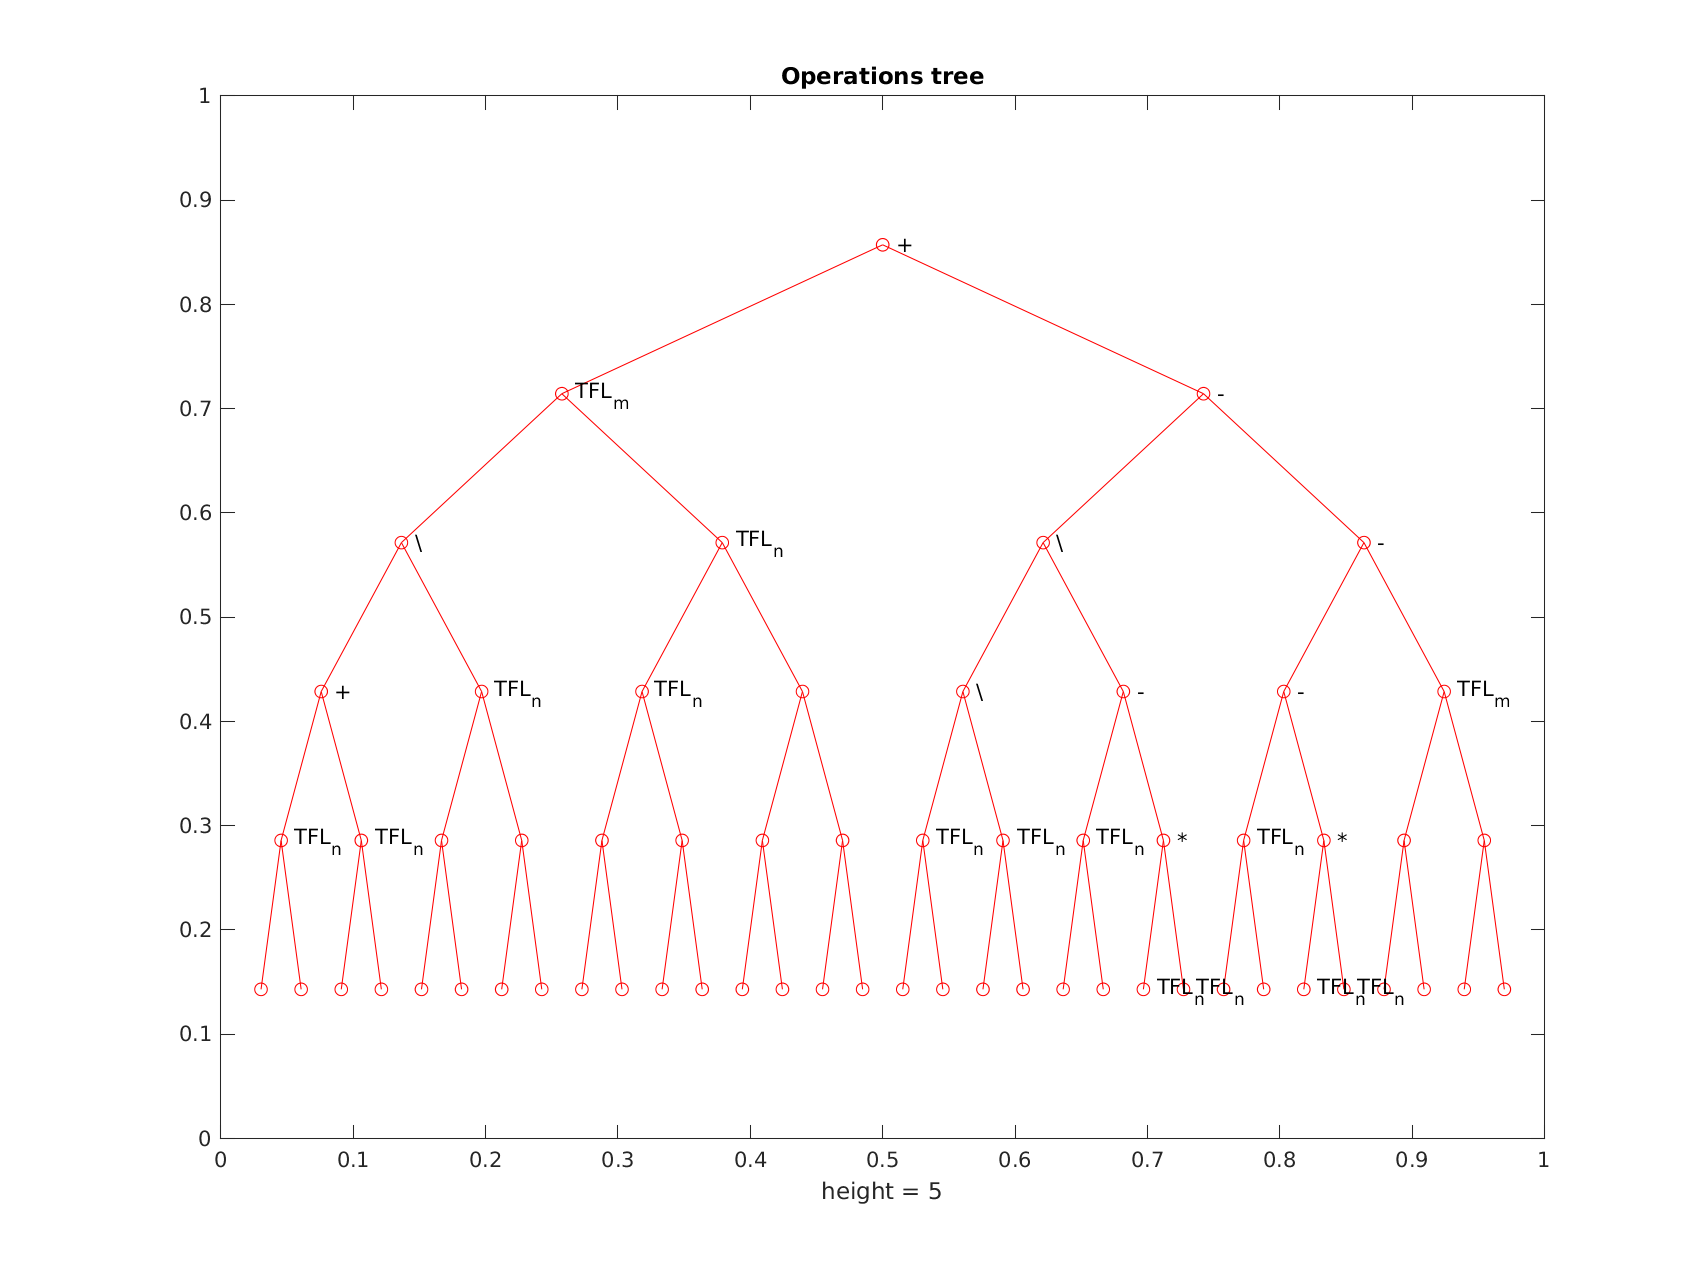 Operations tree
1
0.9
+
0.8
TFLm -
0.7
0.6
\ TFLn \ -
0.5
+ TFLn TFLn \ - - TFLm
0.4
0.3
TFLn TFLn TFLn TFLn TFLn * TFLn *
0.2
TFLn TFLn TFLn TFLn
0.1
0
0 0.1 0.2 0.3 0.4 0.5 0.6 0.7 0.8 0.9 1
height = 5